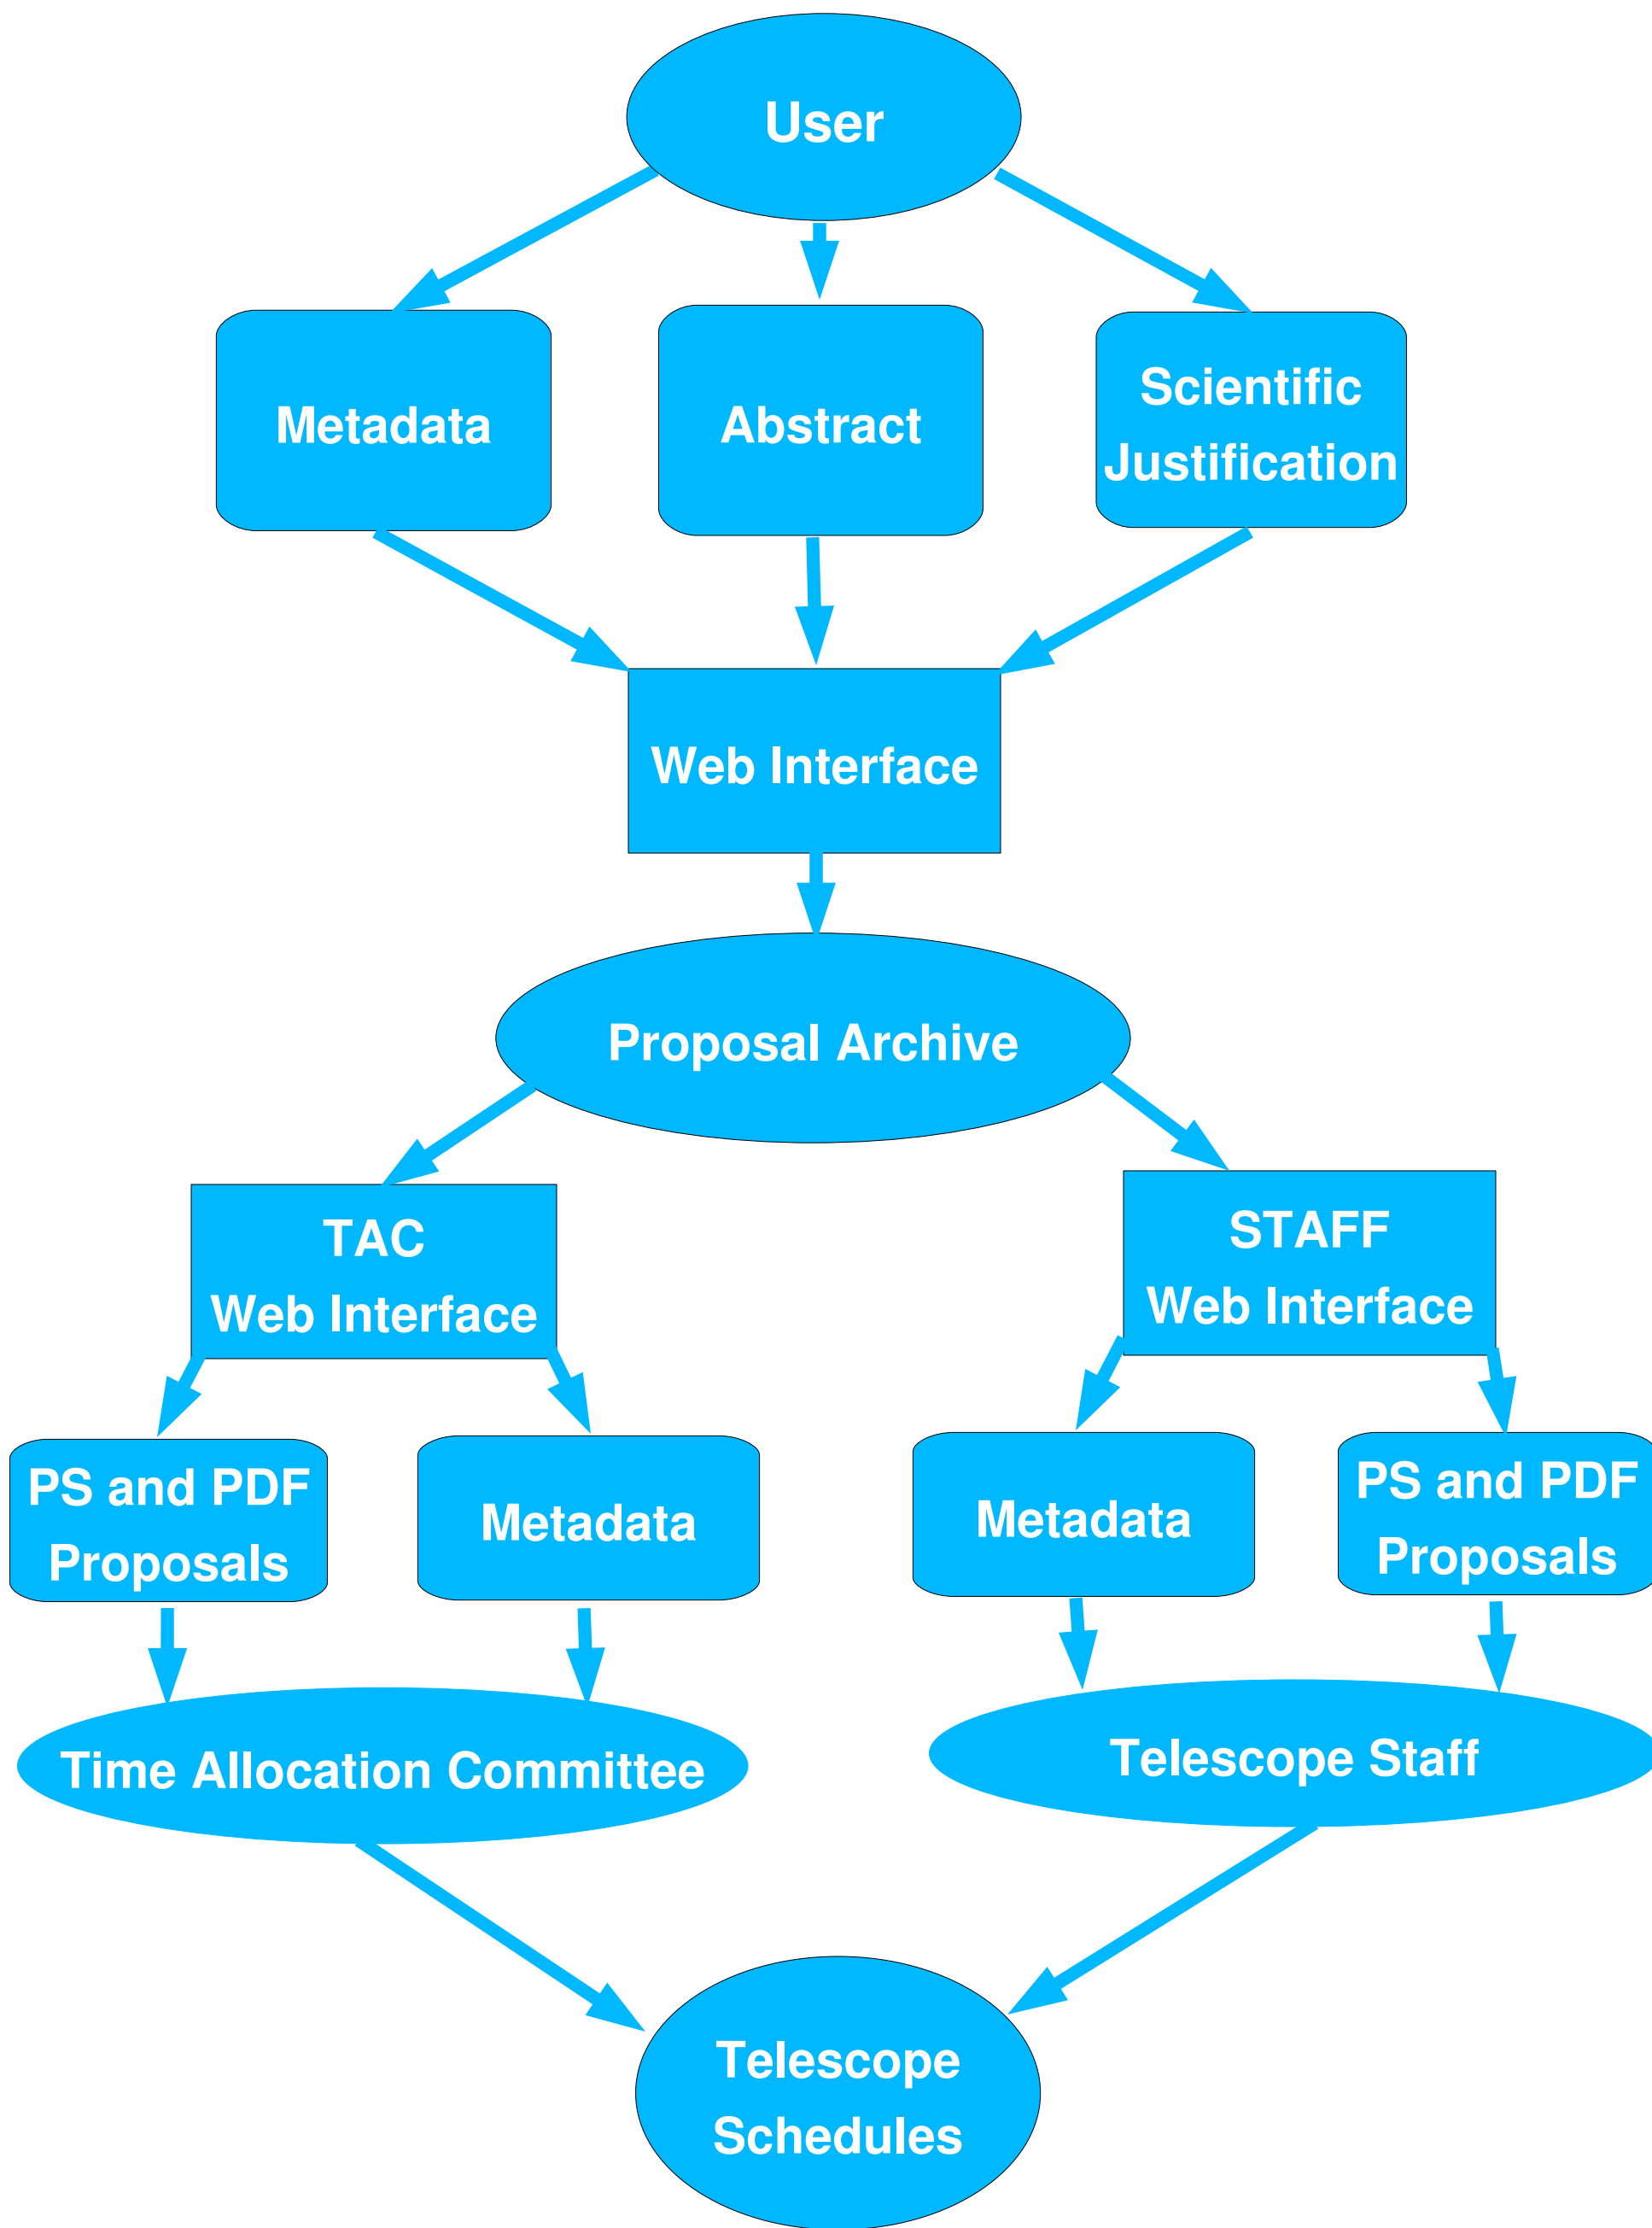 User
Metadata
Abstract
Scientific
Justification
Web Interface
Proposal Archive
TAC
Web Interface
STAFF
Web Interface
PS and PDF
Proposals
Metadata
Metadata
PS and PDF
Proposals
Time Allocation Committee
Telescope Staff
Telescope
Schedules